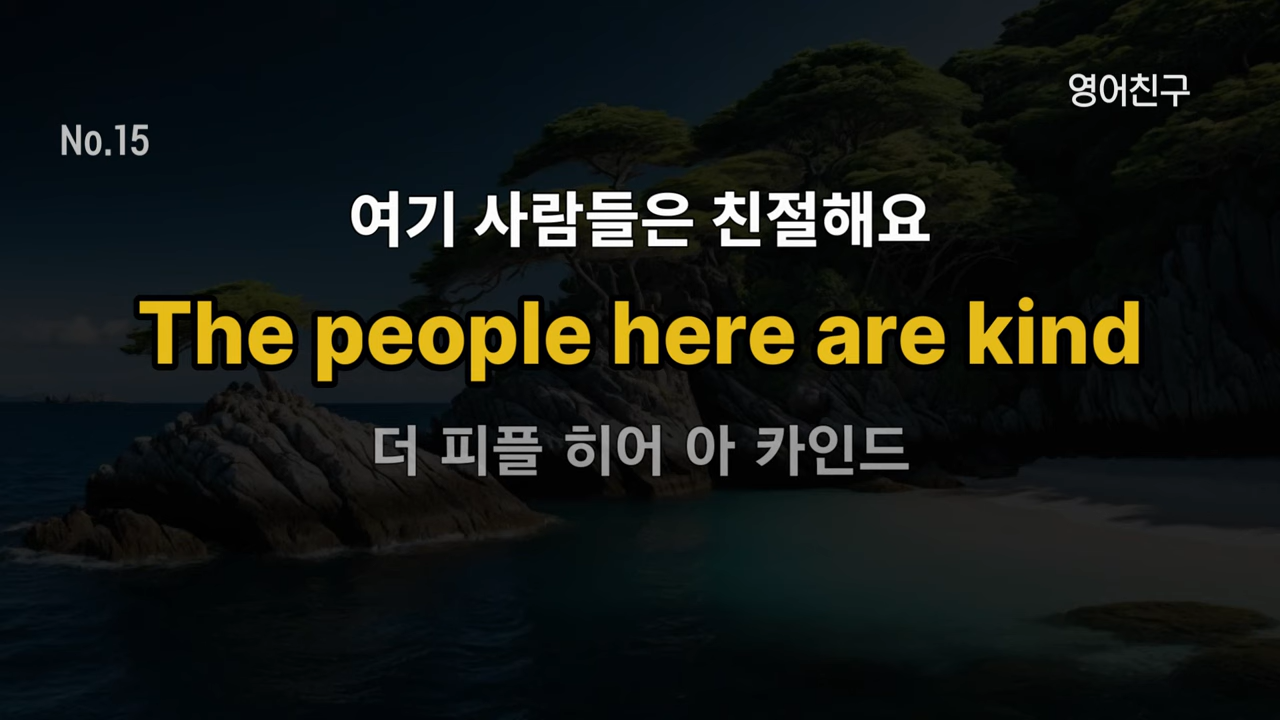 영어친구
No.15
여기 사람들은 친절해요
The people here are kind
더 피플 히어 아 카인드